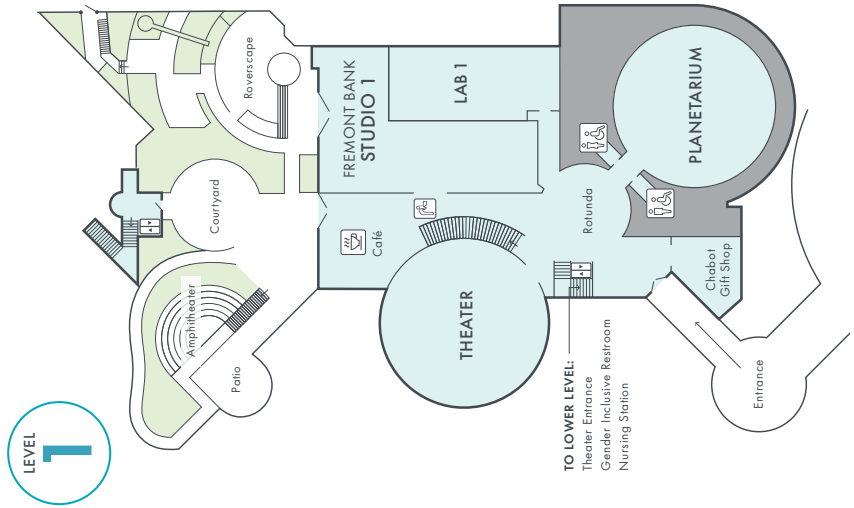 LEVEL
1
Roverscape
Courtyard
Amphitheater
Patio
FREMONT BANK
STUDIO 1
LAB 1
Café
THEATER
PLANETARIUM
Rotunda
Chabot
Gift Shop
Entrance
TO LOWER LEVEL:
Theater Entrance
Gender Inclusive Restroom
Nursing Station